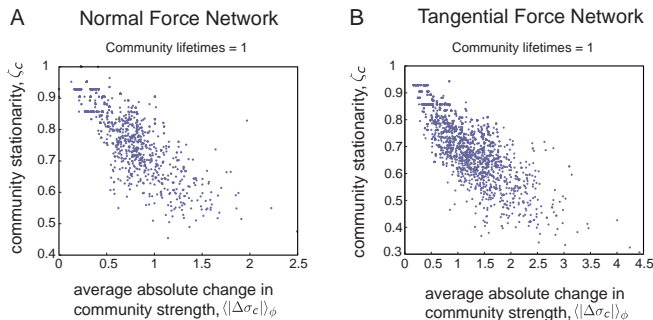 A Normal Force Network
Community lifetimes = 1
community stationarity, ζc
1
0.9
0.8
0.7
0.6
0.5
0.4
0 0.5 1 1.5 2 2.5
average absolute change in
community strength, ⟨|Δσc|⟩ϕ
B Tangential Force Network
Community lifetimes = 1
community stationarity, ζc
1
0.9
0.8
0.7
0.6
0.5
0.4
0.3
0 0.5 1 1.5 2 2.5 3 3.5 4 4.5
average absolute change in
community strength, ⟨|Δσc|⟩ϕ